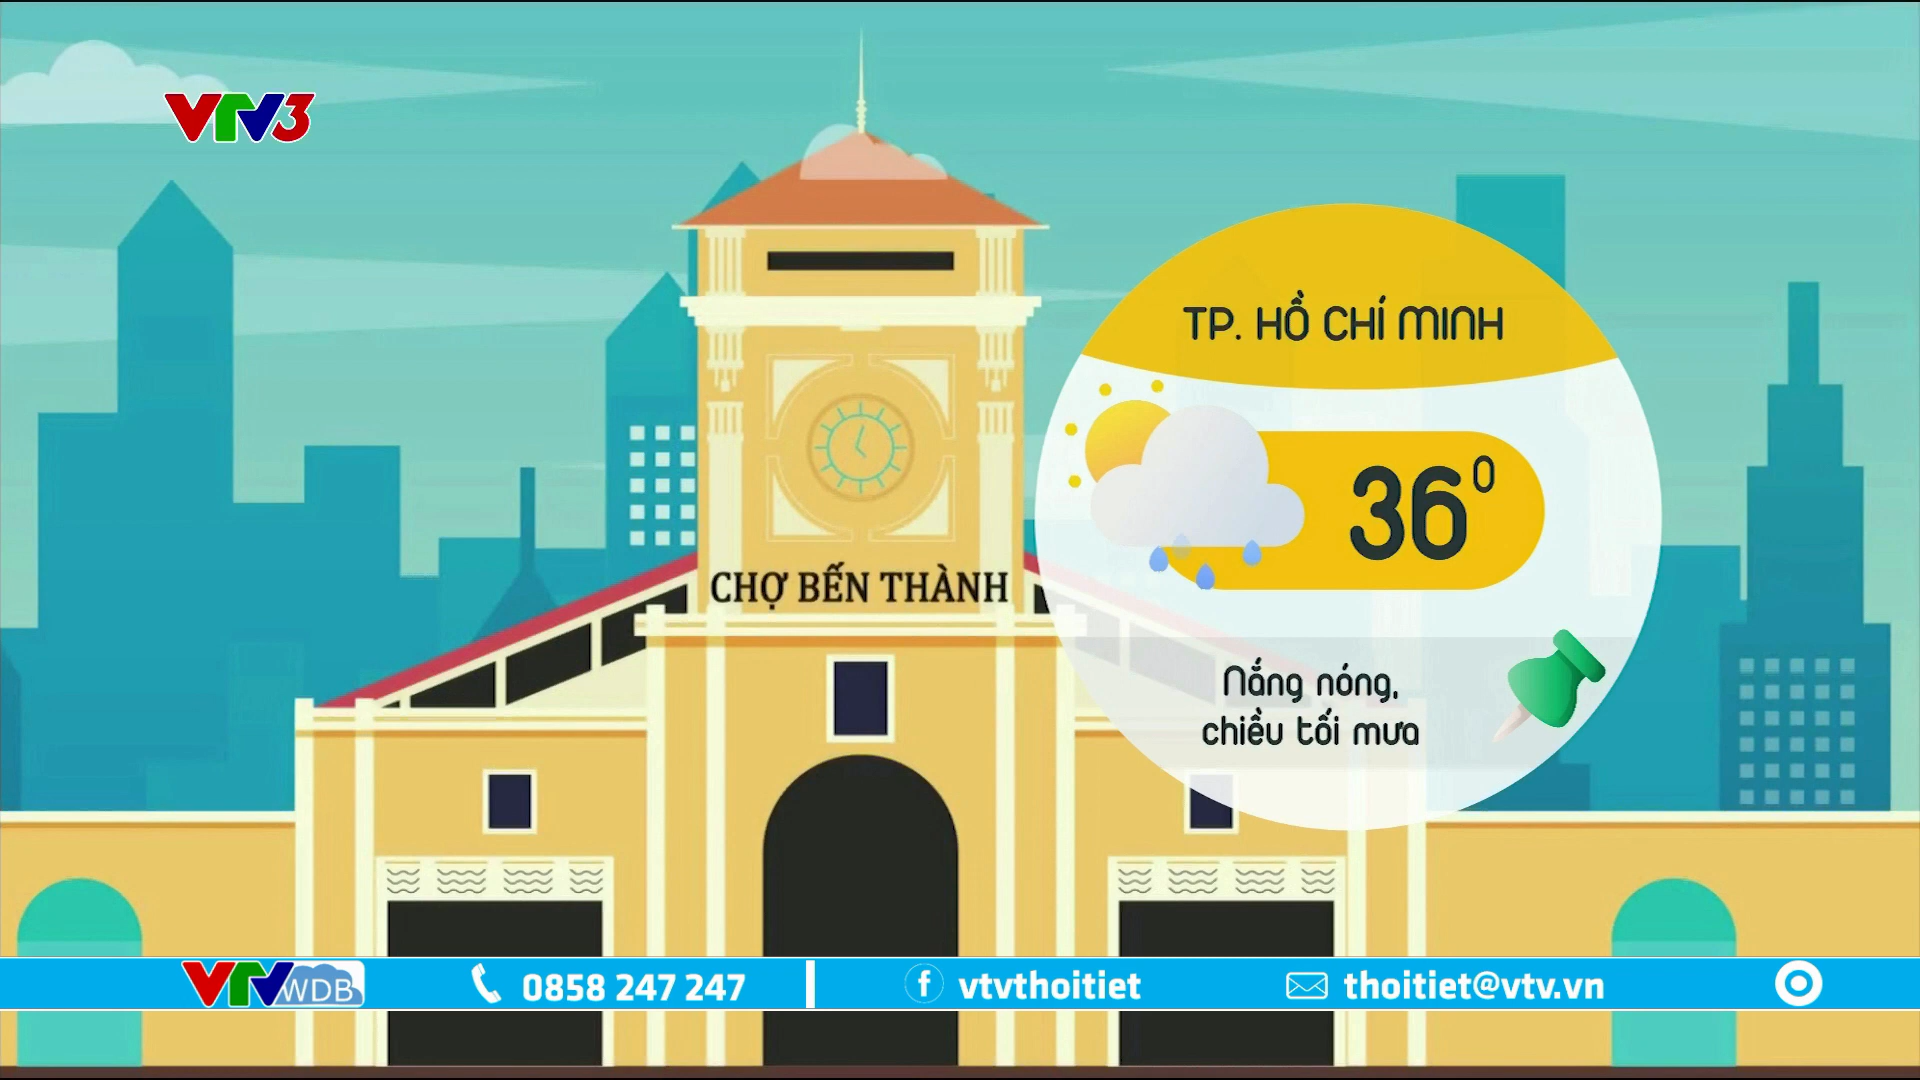 VTV3
TP. HỒ CHÍ MINH
36⁰
CHỢ BẾN THÀNH
Nắng nóng,
chiều tối mưa
VTV WDB
0858 247 247
vtvthoitiet
thoitiet@vtv.vn